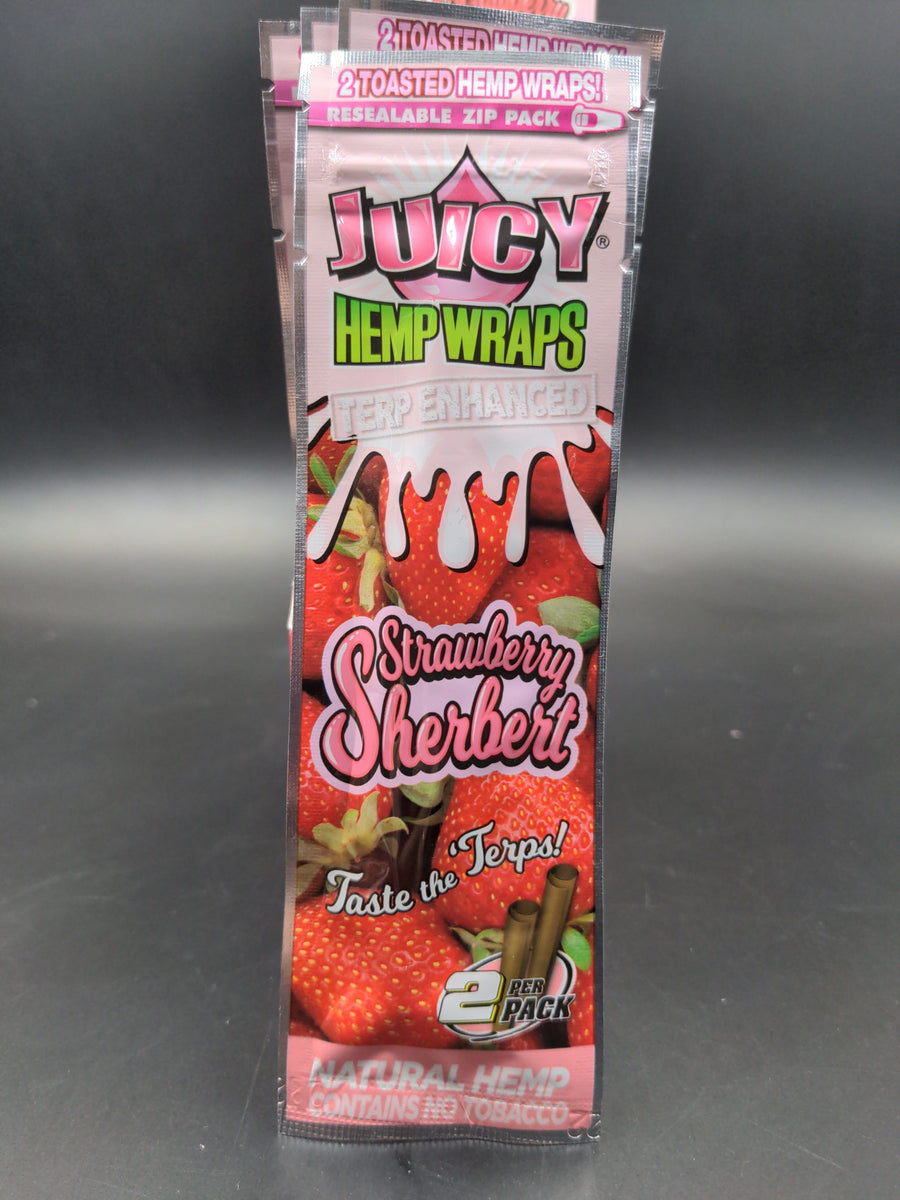 2 TOASTED HEMP WRAPS!
2 TOASTED HEMP WRAPS!
RESEALABLE ZIP PACK
JUICY®
HEMP WRAPS
TERP ENHANCED
Strawberry
Sherbert
Taste the 'Terps!
2 PER
PACK
NATURAL HEMP
CONTAINS NO TOBACCO